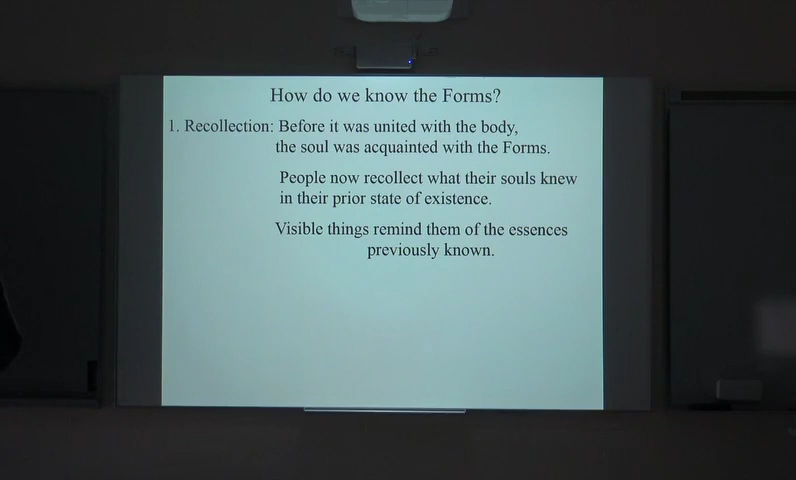 How do we know the Forms?
1. Recollection: Before it was united with the body,
the soul was acquainted with the Forms.
People now recollect what their souls knew
in their prior state of existence.
Visible things remind them of the essences
previously known.